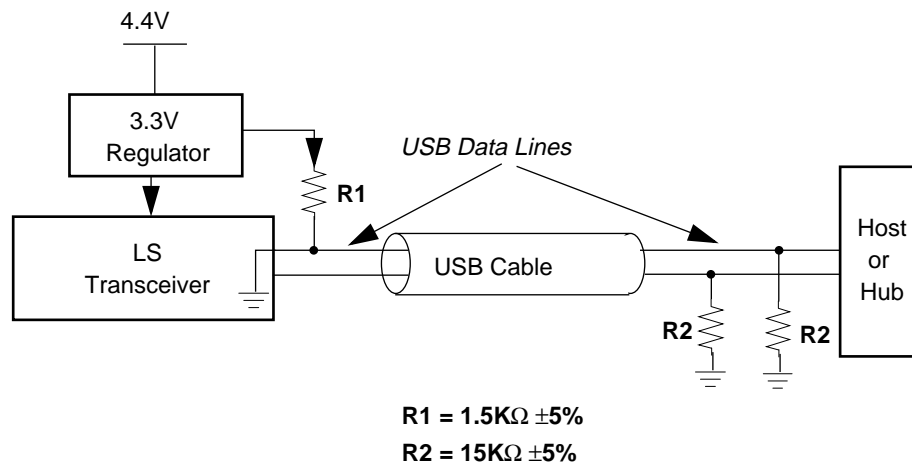 4.4V
3.3V
Regulator
R1
USB Data Lines
LS
Transceiver
USB Cable
Host
or
Hub
R2
R2
R1 = 1.5KΩ ±5%
R2 = 15KΩ ±5%